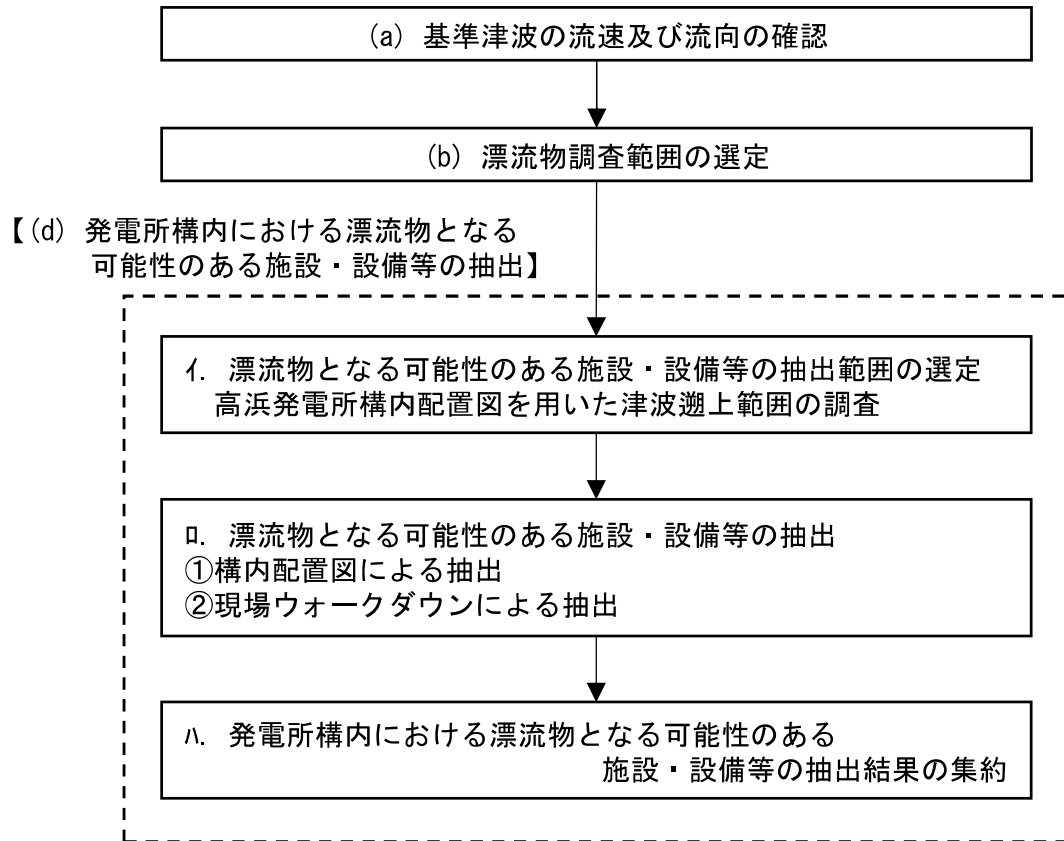 (a) 基準津波の流速及び流向の確認
(b) 漂流物調査範囲の選定
【(d) 発電所構内における漂流物となる
可能性のある施設・設備等の抽出】
ｲ. 漂流物となる可能性のある施設・設備等の抽出範囲の選定
高浜発電所構内配置図を用いた津波遡上範囲の調査
ﾛ. 漂流物となる可能性のある施設・設備等の抽出
①構内配置図による抽出
②現場ウォークダウンによる抽出
ﾊ. 発電所構内における漂流物となる可能性のある
施設・設備等の抽出結果の集約